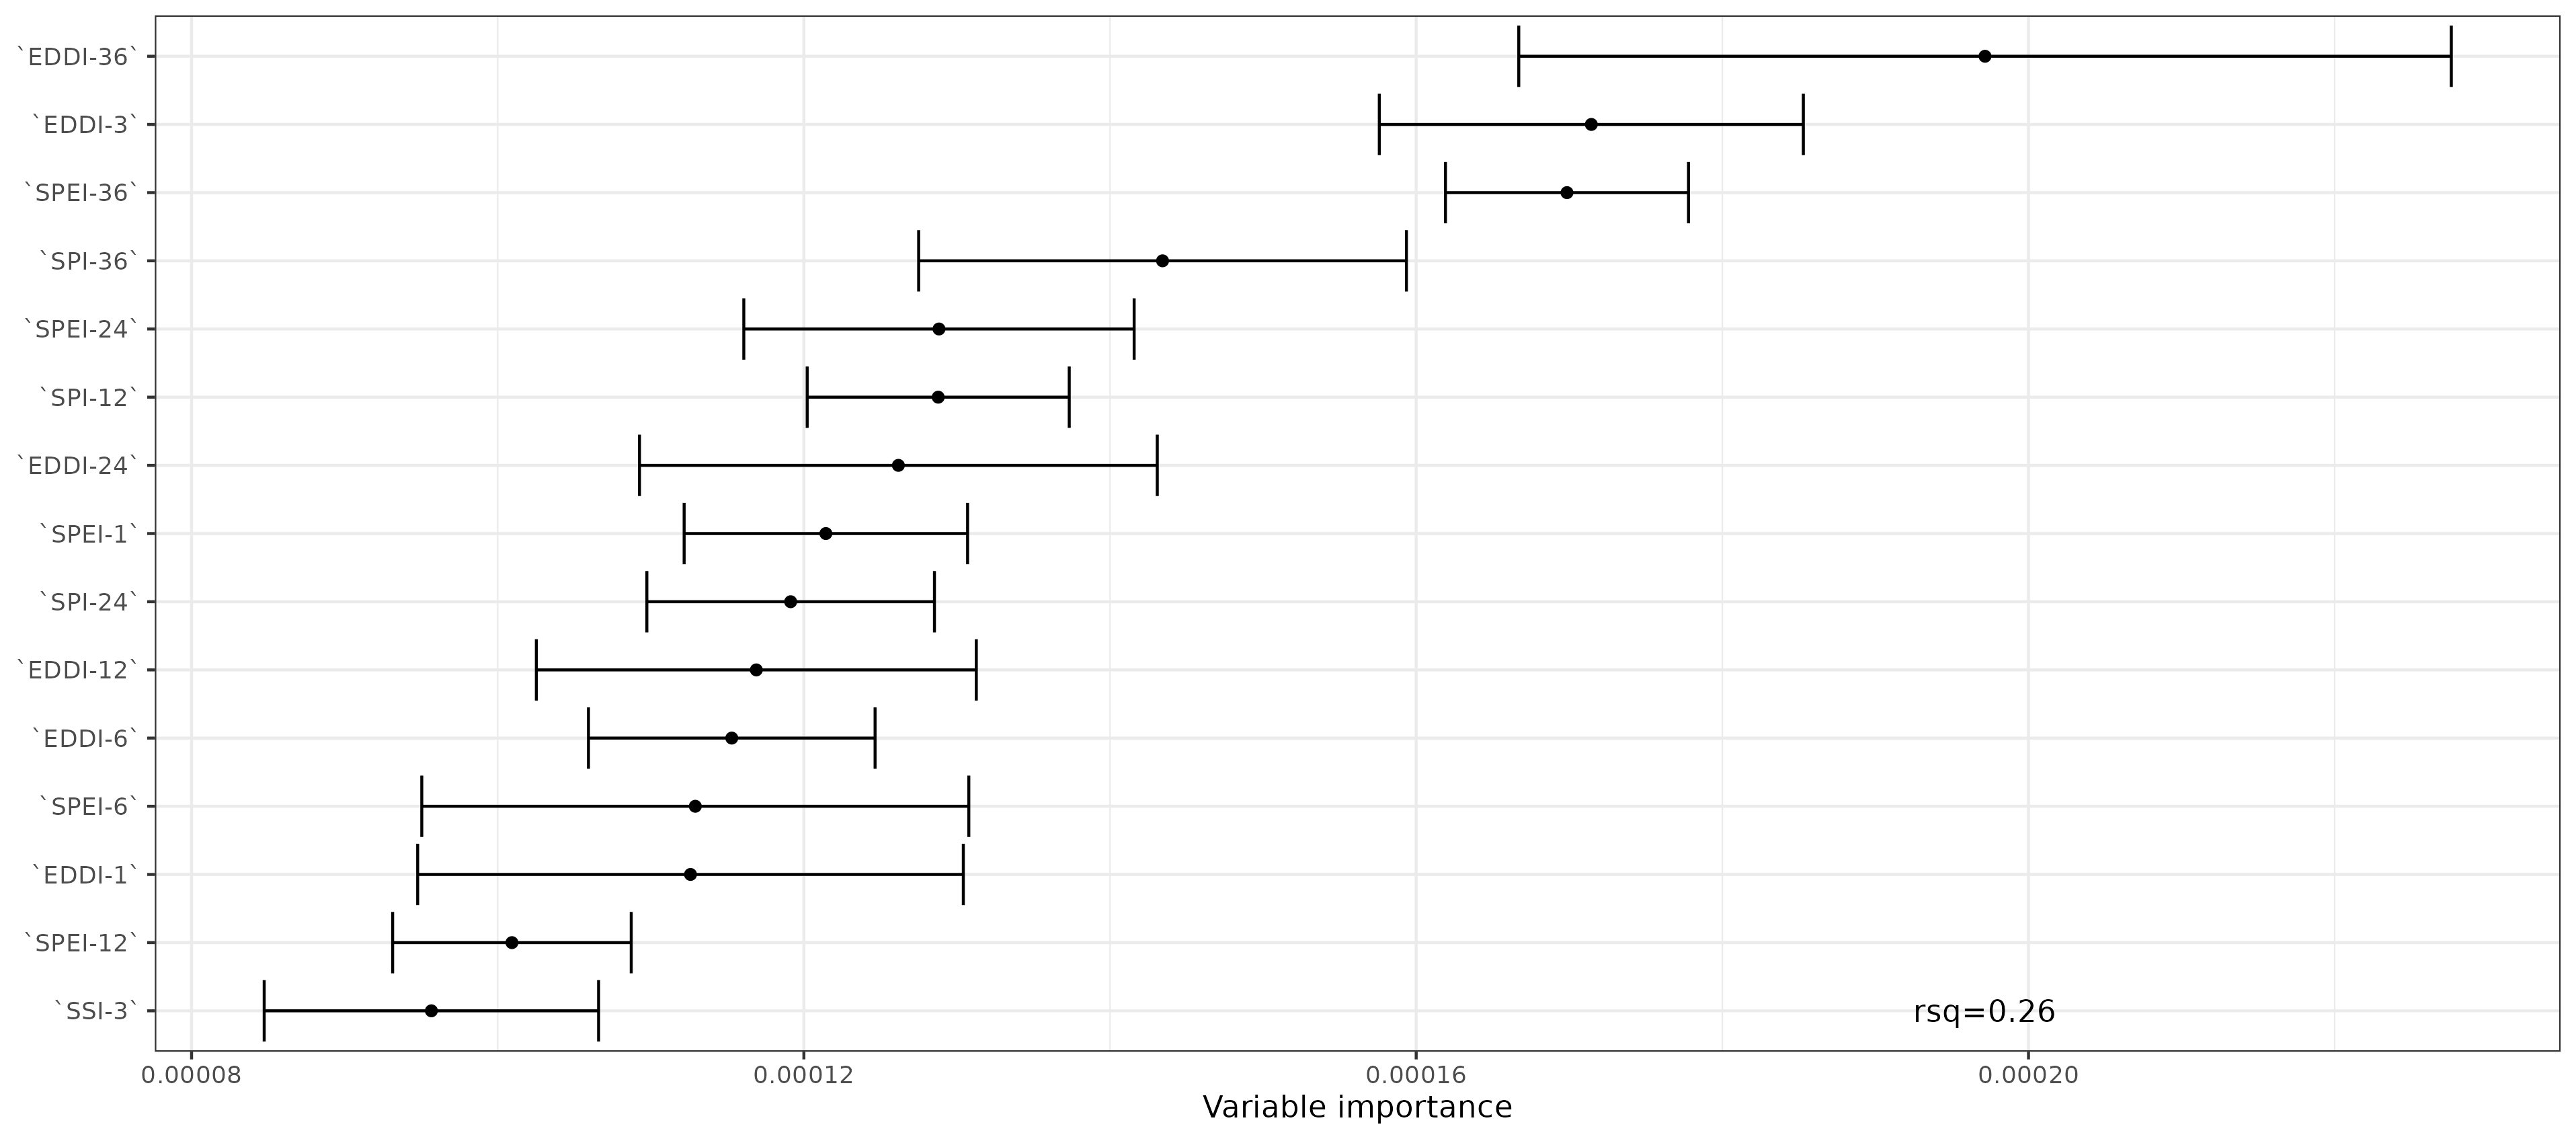 `EDDI-36`
`EDDI-3`
`SPEI-36`
`SPI-36`
`SPEI-24`
`SPI-12`
`EDDI-24`
`SPEI-1`
`SPI-24`
`EDDI-12`
`EDDI-6`
`SPEI-6`
`EDDI-1`
`SPEI-12`
`SSI-3`
rsq=0.26
0.00008 0.00012 0.00016 0.00020
Variable importance